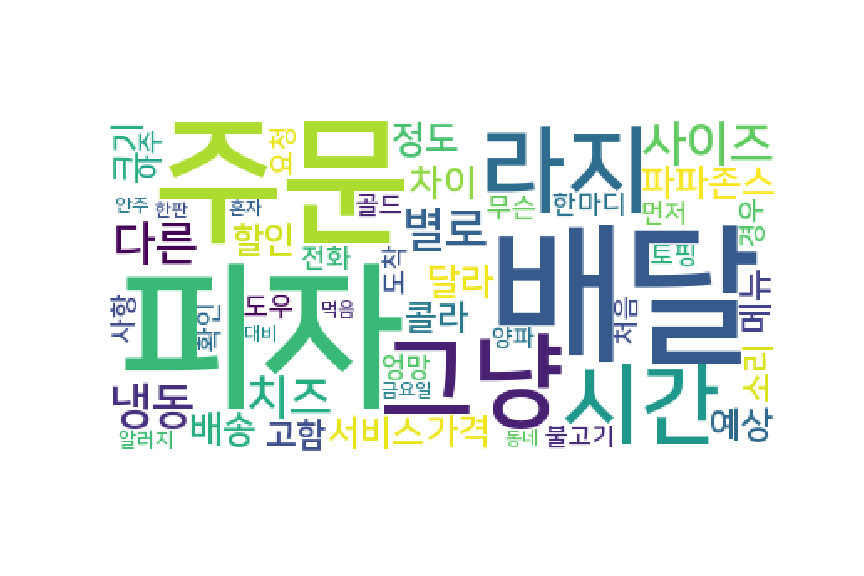 크기
하주
주문
요청
정도
차이
라지
사이즈
파파존스
안주
한판
혼자
골드
무슨
한마디
먼저
경우
다른
할인
전화
별로
토핑
도착
달라
배달
피자
사항
확인
도우
먹음
대비
콜라
양파
처음
메뉴
그냥
엉망
금요일
시간
소리
냉동
치즈
배송
고함
서비스
가격
예상
알러지
동네
불고기